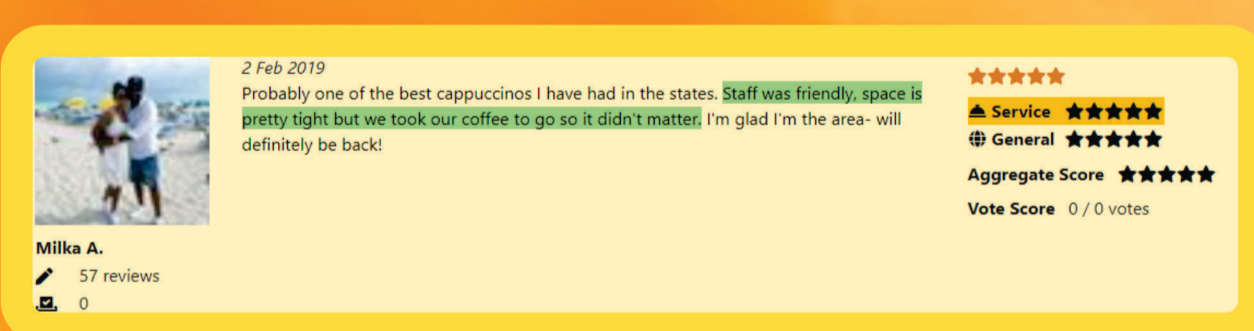 2 Feb 2019
Probably one of the best cappuccinos I have had in the states. Staff was friendly, space is
pretty tight but we took our coffee to go so it didn't matter. I'm glad I'm the area- will
definitely be back!
Milka A.
57 reviews
0
Service
General
Aggregate Score
Vote Score 0 / 0 votes